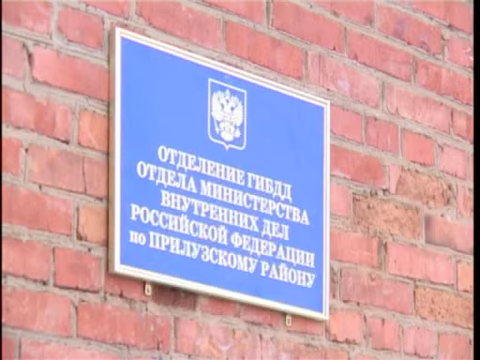 ОТДЕЛЕНИЕ ГИБДД
ОТДЕЛА МИНИСТЕРСТВА
ВНУТРЕННИХ ДЕЛ
РОССИЙСКОЙ ФЕДЕРАЦИИ
по ПРИЛУЗСКОМУ РАЙОНУ